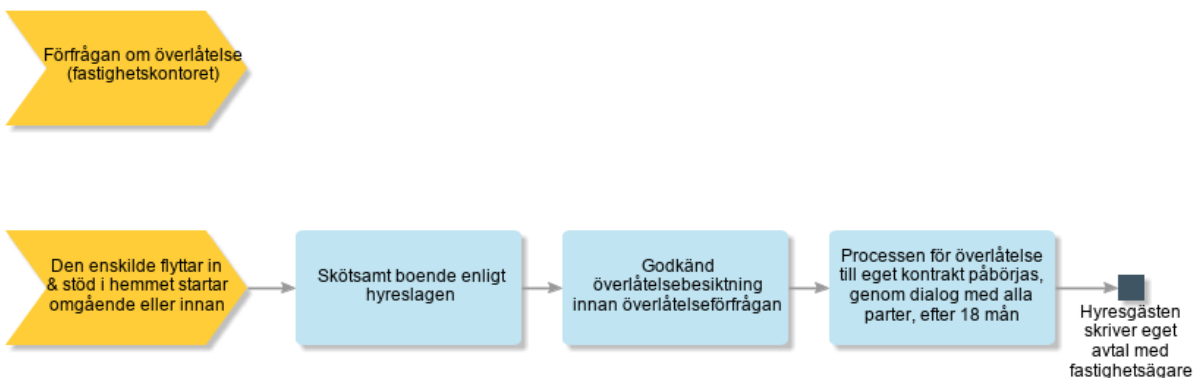 Förfrågan om överlåtelse
(fastighetskontoret)
Den enskilde flyttar in
& stöd i hemmet startar
omgående eller innan
Skötsamt boende enligt
hyreslagen
Godkänd
överlåtelsebesiktning
innan överlåtelseförfrågan
Processen för överlåtelse
till eget kontrakt påbörjas,
genom dialog med alla
parter, efter 18 mån
Hyresgästen
skriver eget
avtal med
fastighetsägare